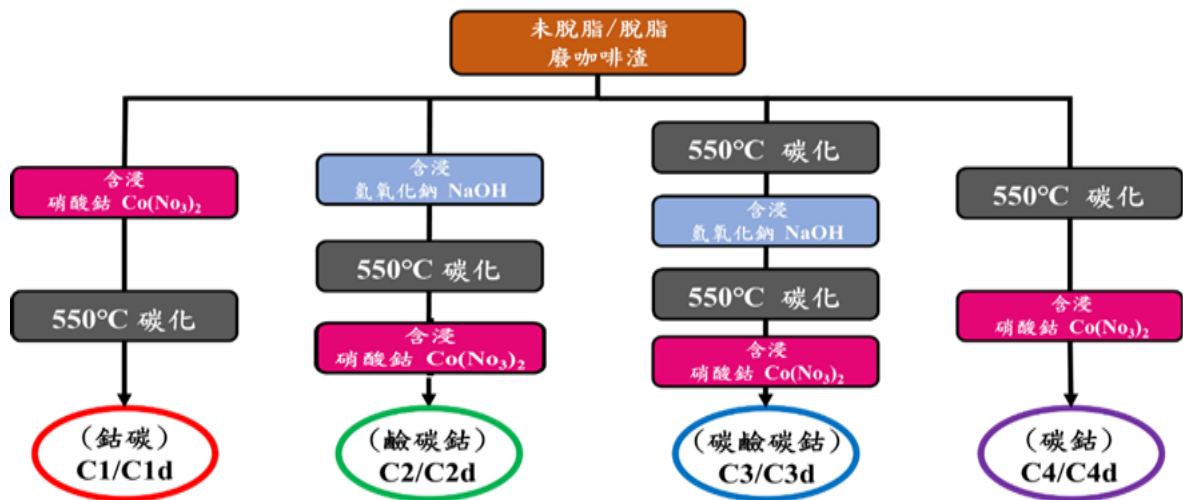 未脫脂/脫脂
廢咖啡渣
含浸
硝酸鈷 Co(No₃)₂
550°C 碳化
(鈷碳)
C1/C1d
含浸
氫氧化鈉 NaOH
550°C 碳化
含浸
硝酸鈷 Co(No₃)₂
(鹼碳鈷)
C2/C2d
550°C 碳化
含浸
氫氧化鈉 NaOH
550°C 碳化
含浸
硝酸鈷 Co(No₃)₂
(碳鹼碳鈷)
C3/C3d
550°C 碳化
含浸
硝酸鈷 Co(No₃)₂
(碳鈷)
C4/C4d